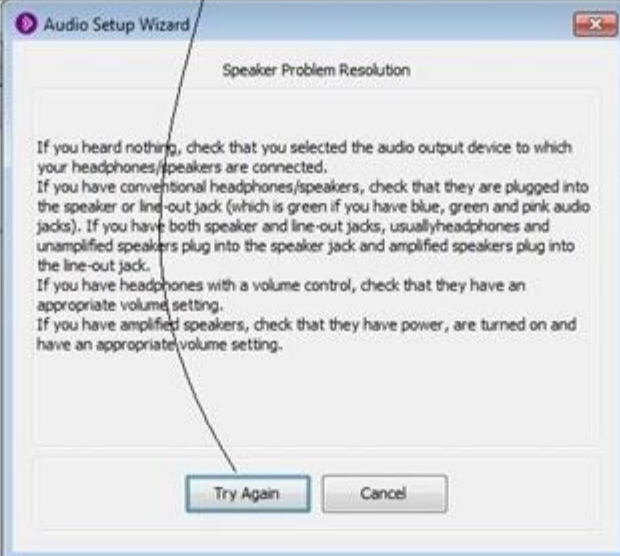 Audio Setup Wizard
Speaker Problem Resolution
If you heard nothing, check that you selected the audio output device to which
your headphones/speakers are connected.
If you have conventional headphones/speakers, check that they are plugged into
the speaker or line-out jack (which is green if you have blue, green and pink audio
jacks). If you have both speaker and line-out jacks, usuallyheadphones and
unamplified speakers plug into the speaker jack and amplified speakers plug into
the line-out jack.
If you have headphones with a volume control, check that they have an
appropriate volume setting.
If you have amplified speakers, check that they have power, are turned on and
have an appropriate volume setting.
Try Again
Cancel